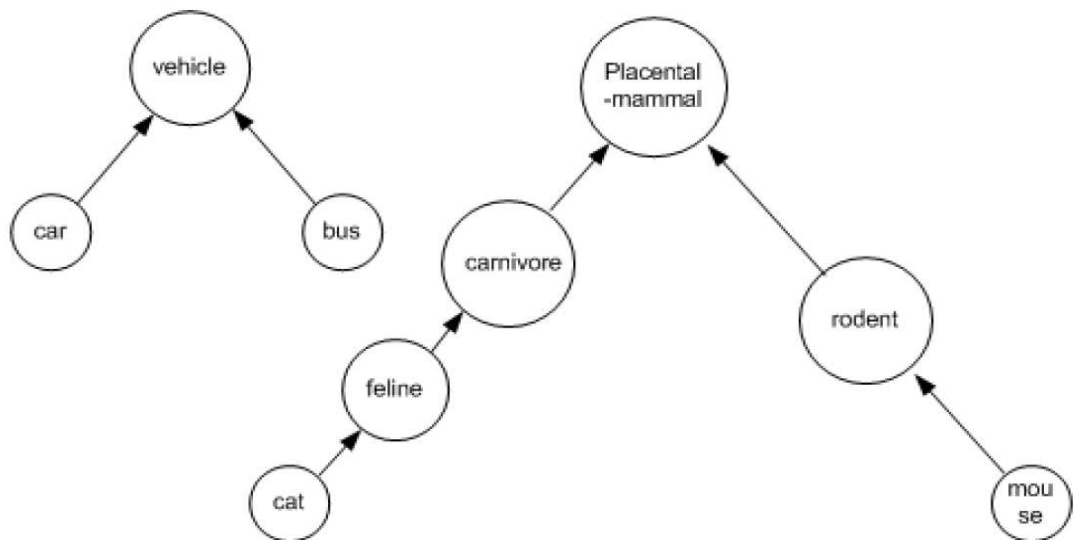 vehicle
Placental
-mammal
car
bus
carnivore
rodent
feline
cat
mou
se